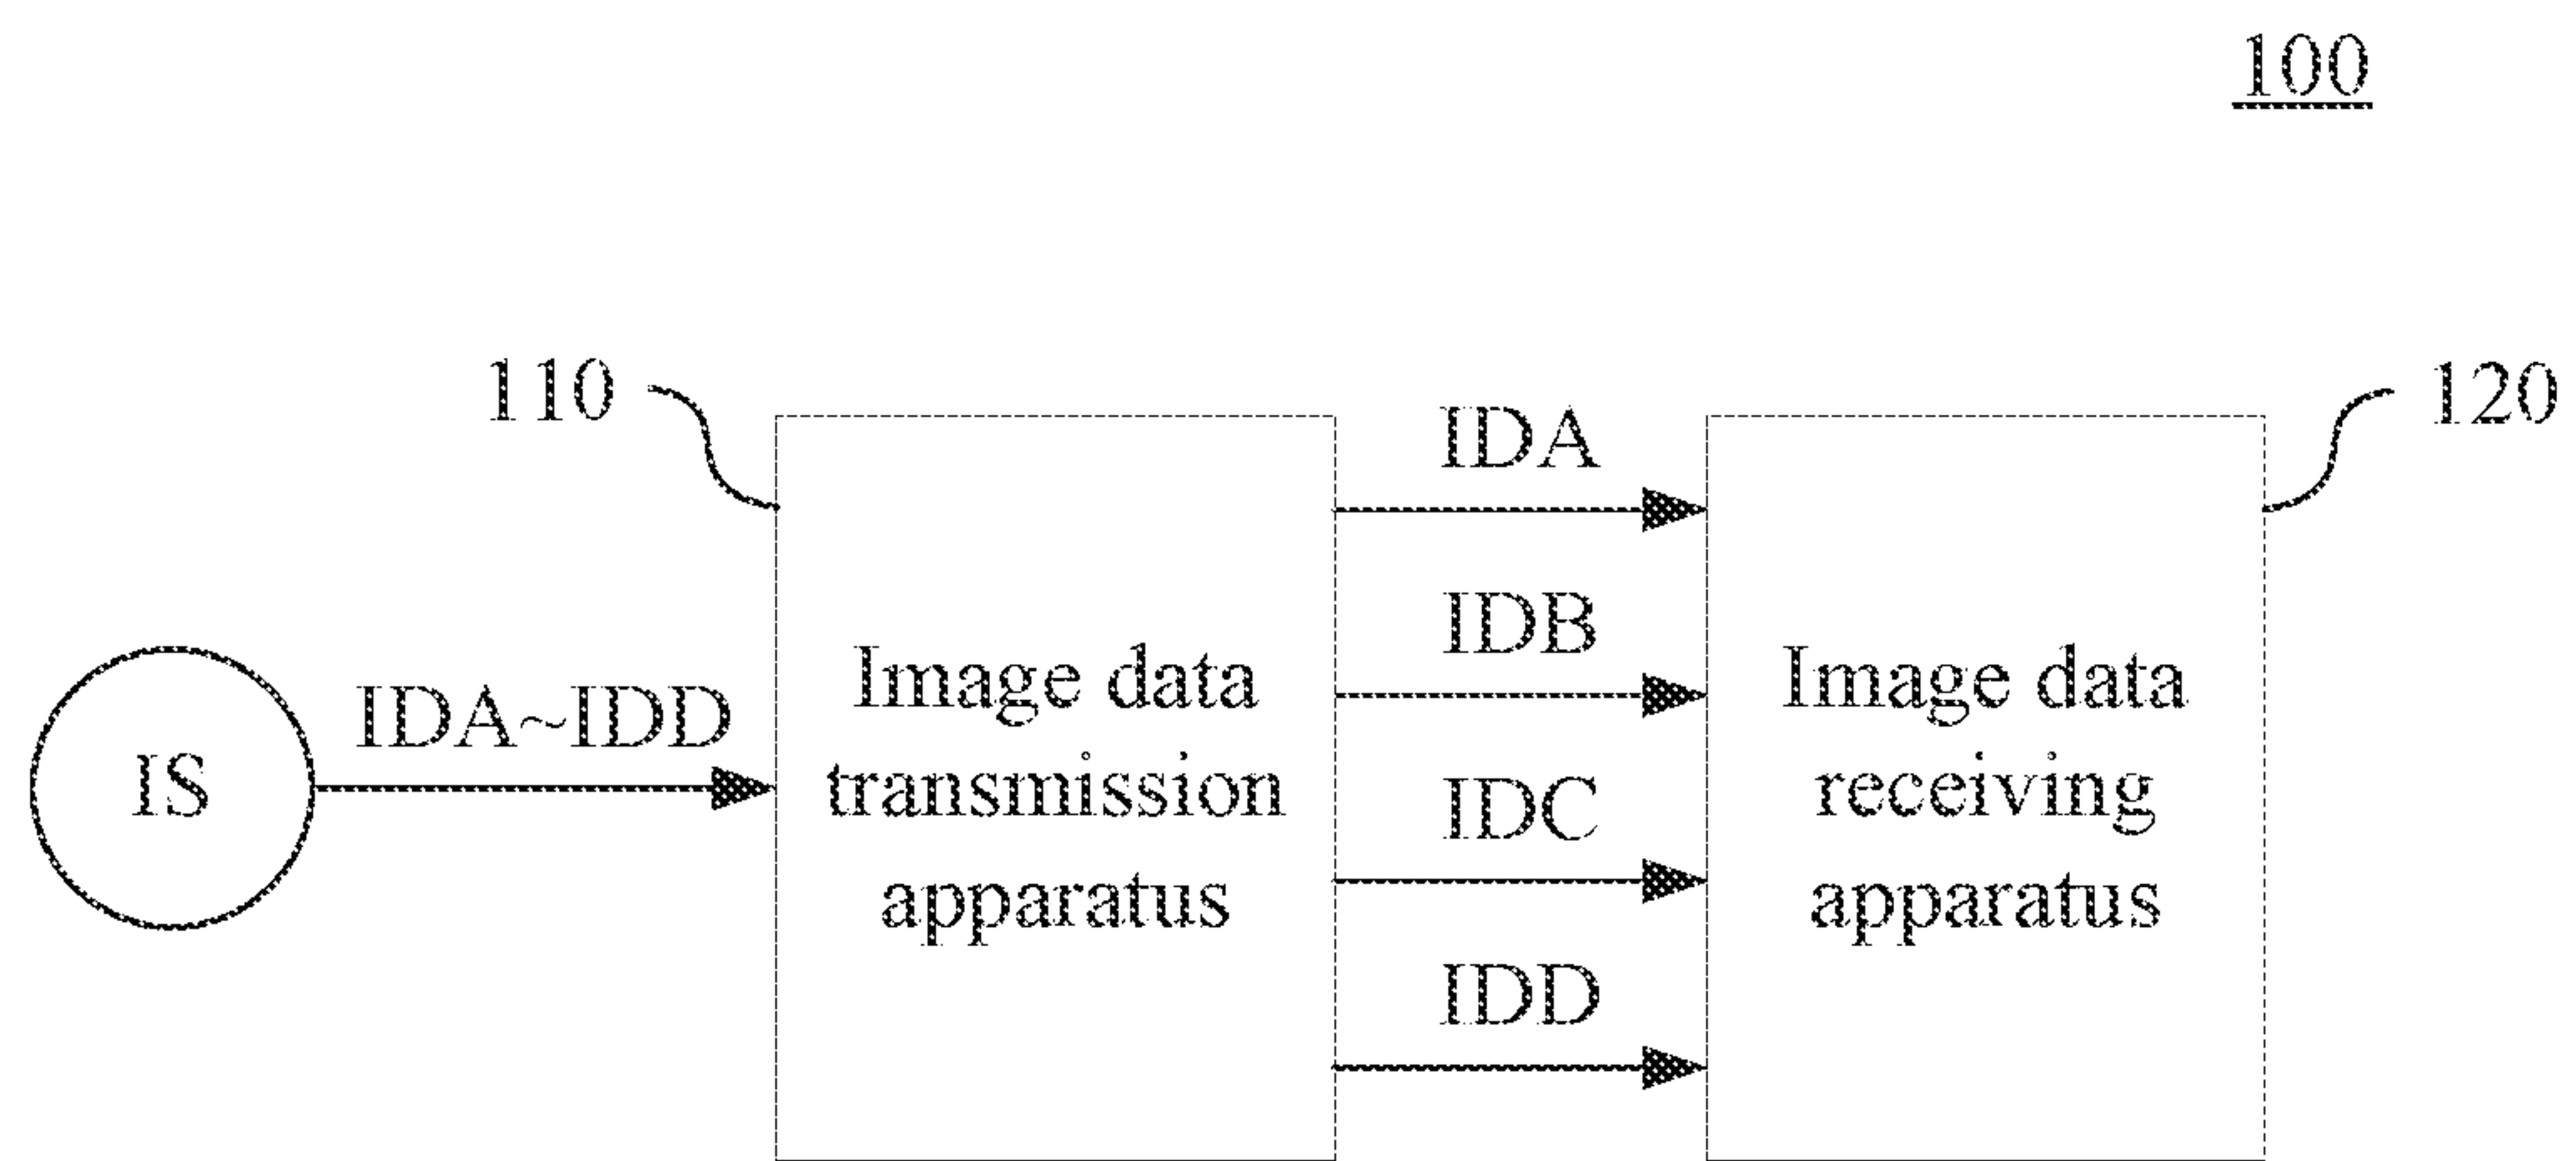 100
110
120
IDA
IDB
IDC
IDD
IS
IDA~IDD
Image data
transmission
apparatus
Image data
receiving
apparatus